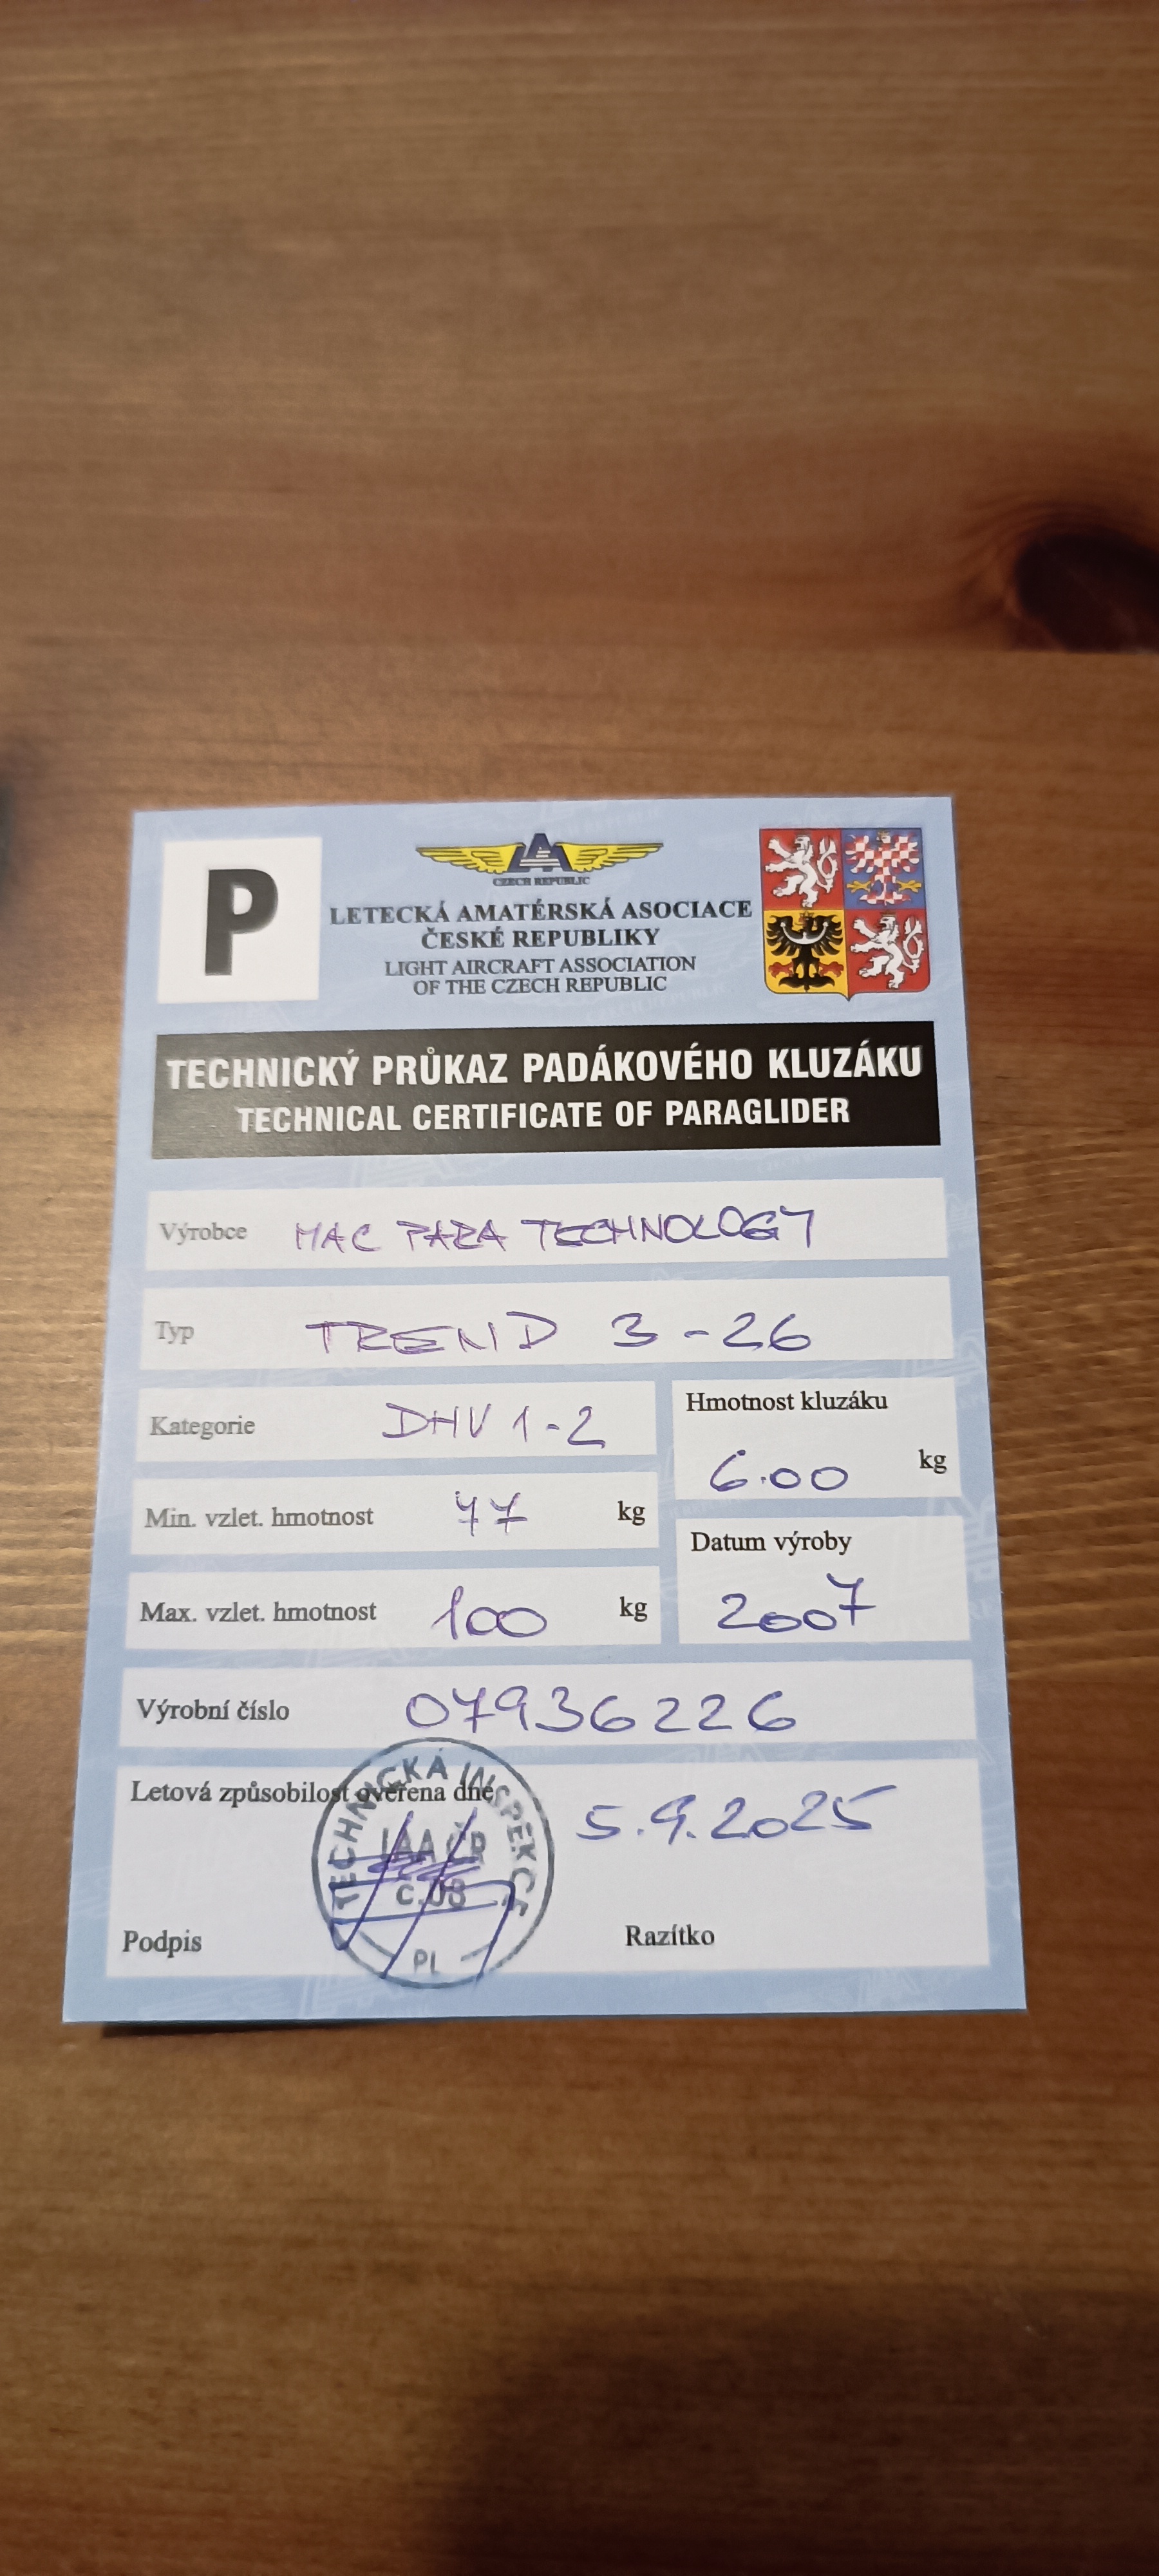 P
CZECH REPUBLIC
LETECKÁ AMATÉRSKÁ ASOCIACE
ČESKÉ REPUBLIKY
LIGHT AIRCRAFT ASSOCIATION
OF THE CZECH REPUBLIC
TECHNICKÝ PRŮKAZ PADÁKOVÉHO KLUZÁKU
TECHNICAL CERTIFICATE OF PARAGLIDER
Výrobce MAC PARA TECHNOLOGY
Typ TREND 3-26
Kategorie DHV 1-2
Hmotnost kluzáku
6.00 kg
Min. vzlet. hmotnost 77 kg
Datum výroby
2007
Max. vzlet. hmotnost 100 kg
Výrobní číslo 07936226
Letová způsobilost ověřena dne 5.9.2025
TECHNICKÁ INSPEKCE
LAA ČR
Podpis
PL
Razítko